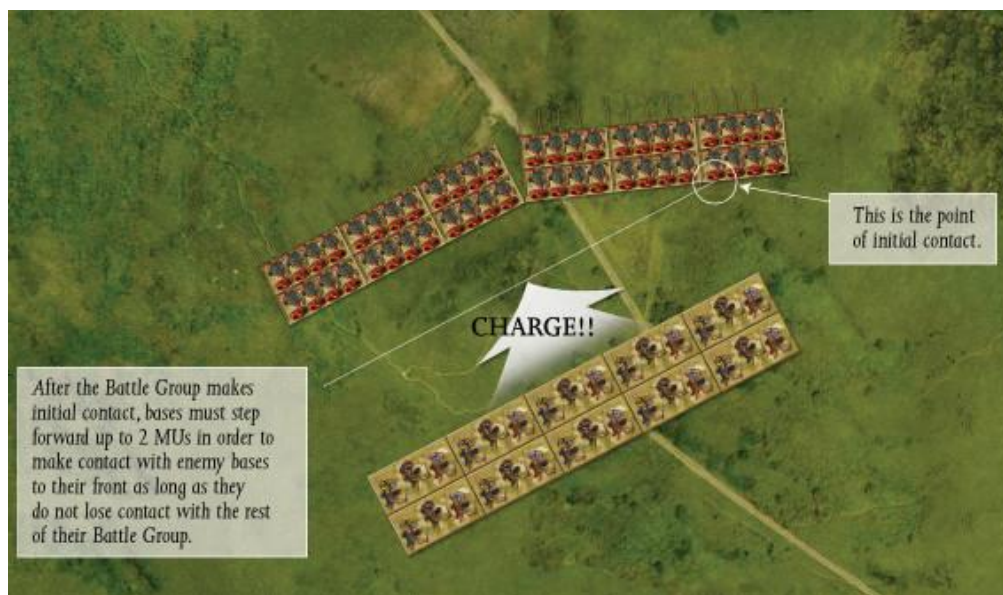 This is the point
of initial contact.
CHARGE!!
After the Battle Group makes
initial contact, bases must step
forward up to 2 MUs in order to
make contact with enemy bases
to their front as long as they
do not lose contact with the rest
of their Battle Group.